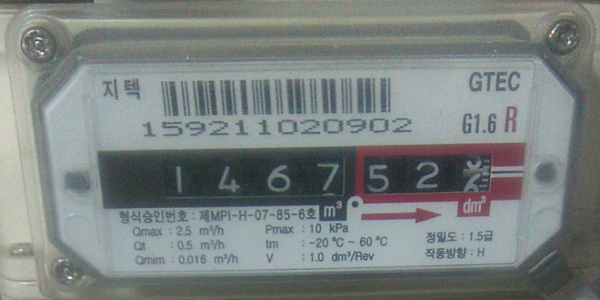 지텍 GTEC
159211020902 G1.6 R
1467 52
형식승인번호 : 제MPI-H-07-85-6호 m³ dm³
Qmax : 2.5 m³/h Pmax : 10 kPa
Qt : 0.5 m³/h tm : -20 °C ~ 60 °C 정밀도 : 1.5급
Qmin : 0.016 m³/h V : 1.0 dm³/Rev 작동방향 : H